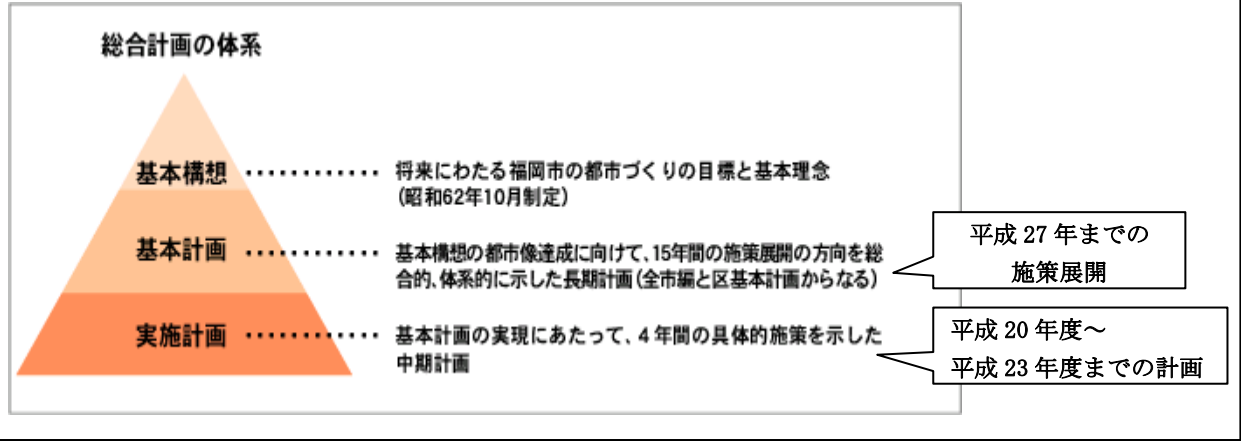 総合計画の体系
基本構想 ············ 将来にわたる福岡市の都市づくりの目標と基本理念
(昭和62年10月制定)
基本計画 ············ 基本構想の都市像達成に向けて、15年間の施策展開の方向を総
合的、体系的に示した長期計画(全市編と区基本計画からなる)
平成 27 年までの
施策展開
実施計画 ············ 基本計画の実現にあたって、4年間の具体的施策を示した
中期計画
平成 20 年度~
平成 23 年度までの計画